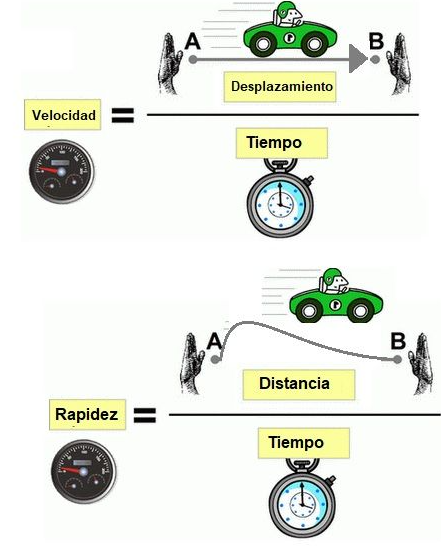 A B
Desplazamiento
Velocidad =
Tiempo
A B
Distancia
Rapidez =
Tiempo